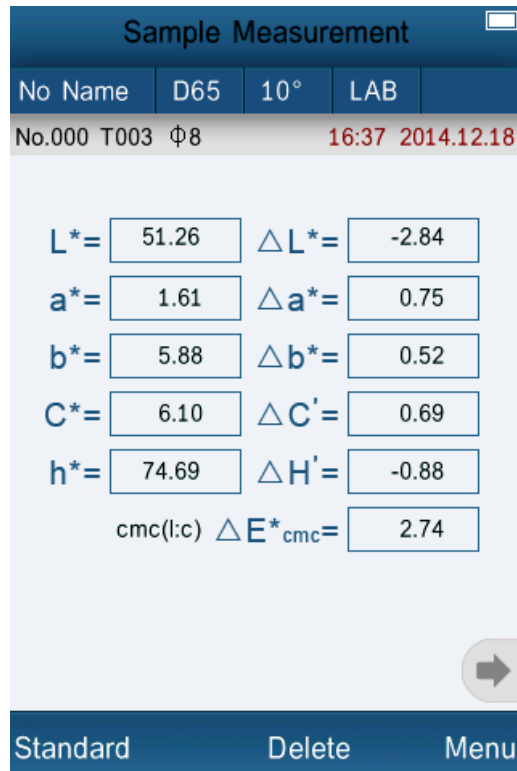 Sample Measurement
No Name D65 10° LAB
No.000 T003 Φ8 16:37 2014.12.18
L*= 51.26 △L*= -2.84
a*= 1.61 △a*= 0.75
b*= 5.88 △b*= 0.52
C*= 6.10 △C'= 0.69
h*= 74.69 △H'= -0.88
cmc(l:c) △E*cmc= 2.74
Standard Delete Menu